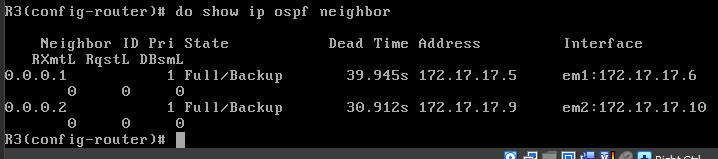 R3(config-router)# do show ip ospf neighbor
Neighbor ID Pri State Dead Time Address Interface
RXmtL RqstL DBsmL
0.0.0.1 1 Full/Backup 39.945s 172.17.17.5 em1:172.17.17.6
0 0 0
0.0.0.2 1 Full/Backup 30.912s 172.17.17.9 em2:172.17.17.10
0 0 0
R3(config-router)#
Right Ctrl